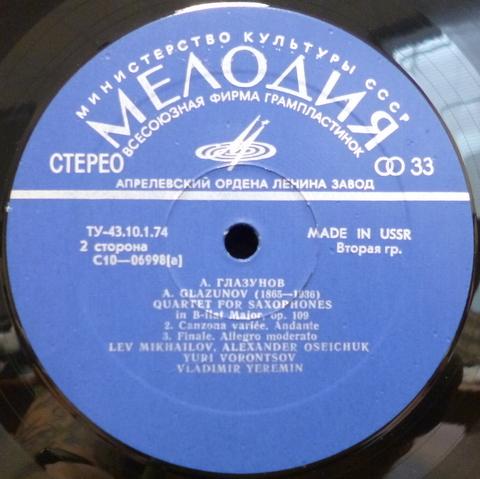 МИНИСТЕРСТВО КУЛЬТУРЫ СССР
МЕЛОДИЯ
ВСЕСОЮЗНАЯ ФИРМА ГРАМПЛАСТИНОК
СТЕРЕО 33
АПРЕЛЕВСКИЙ ОРДЕНА ЛЕНИНА ЗАВОД
ТУ-43.10.1.74 MADE IN USSR
2 сторона Вторая гр.
С10—06998[а]
А. ГЛАЗУНОВ
A. GLAZUNOV (1865—1936)
QUARTET FOR SAXOPHONES
in B-flat Major, op. 109
2. Canzona variée. Andante
3. Finale. Allegro moderato
LEV MIKHAILOV, ALEXANDER OSEICHUK
YURI VORONTSOV
VLADIMIR YEREMIN